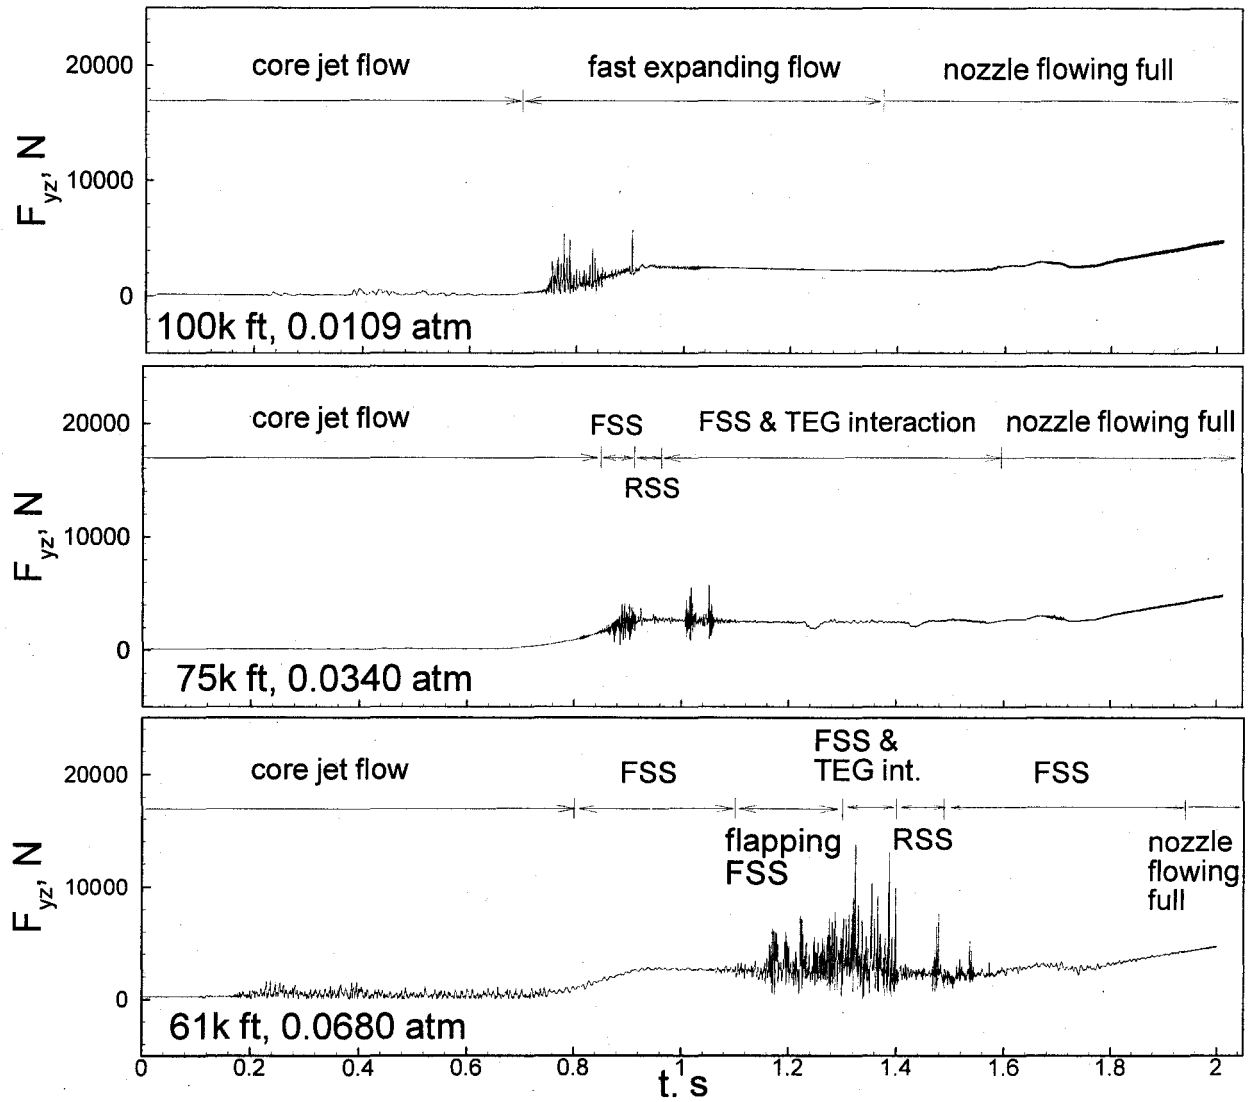 core jet flow
fast expanding flow
nozzle flowing full
20000
10000
0
F_yz, N
100k ft, 0.0109 atm
core jet flow
FSS
FSS & TEG interaction
nozzle flowing full
RSS
20000
10000
0
F_yz, N
75k ft, 0.0340 atm
core jet flow
FSS
FSS &
TEG int.
FSS
flapping
FSS
RSS
nozzle
flowing
full
20000
10000
0
F_yz, N
61k ft, 0.0680 atm
0 0.2 0.4 0.6 0.8 1 1.2 1.4 1.6 1.8 2
t, s